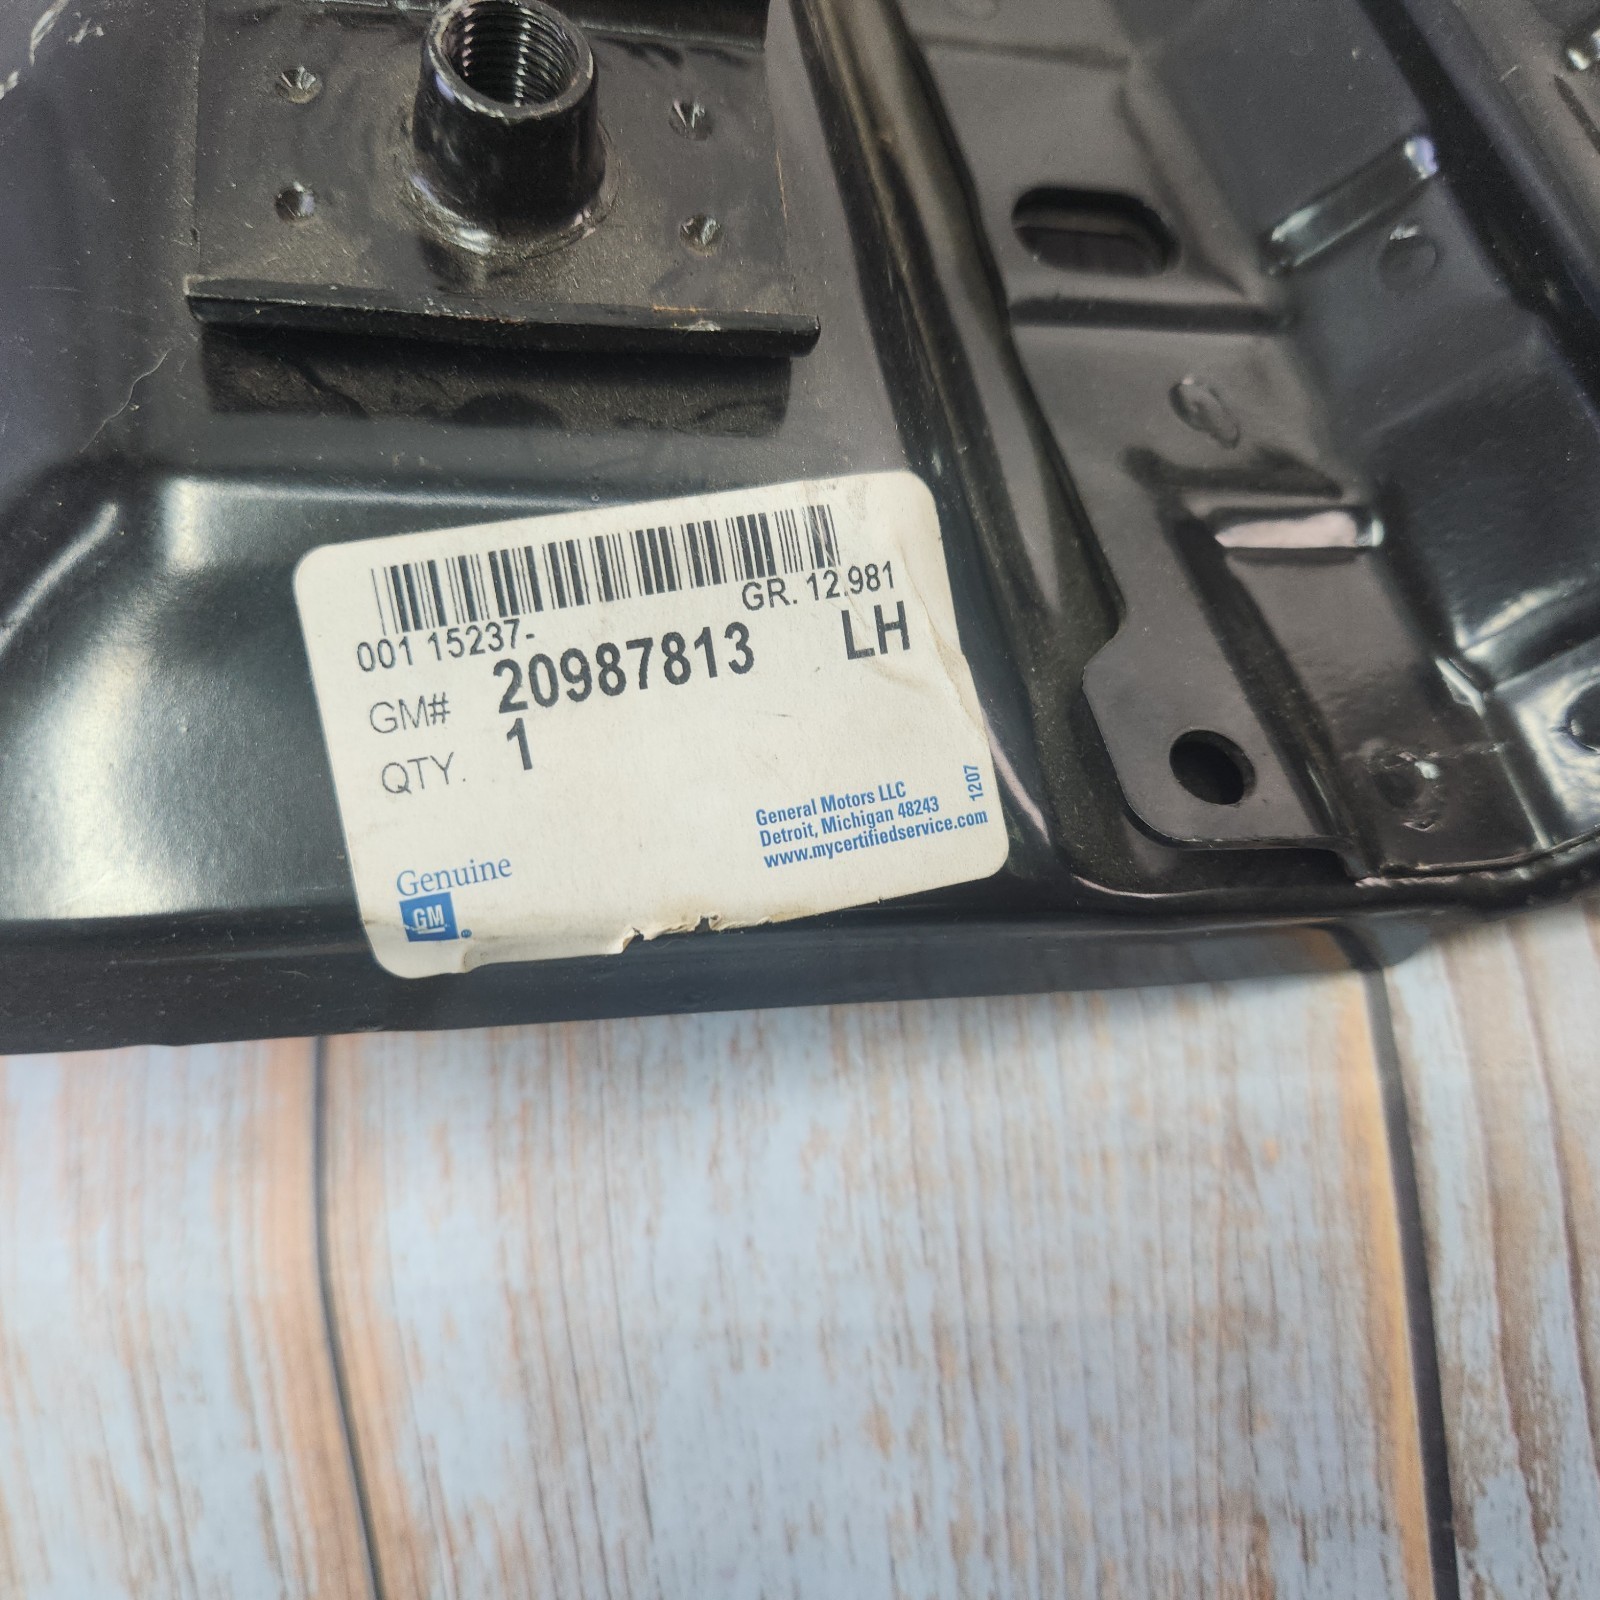 GR. 12.981
001 15237-
GM# 20987813 LH
QTY. 1
General Motors LLC
Detroit, Michigan 48243
www.mycertifiedservice.com
1207
Genuine
GM